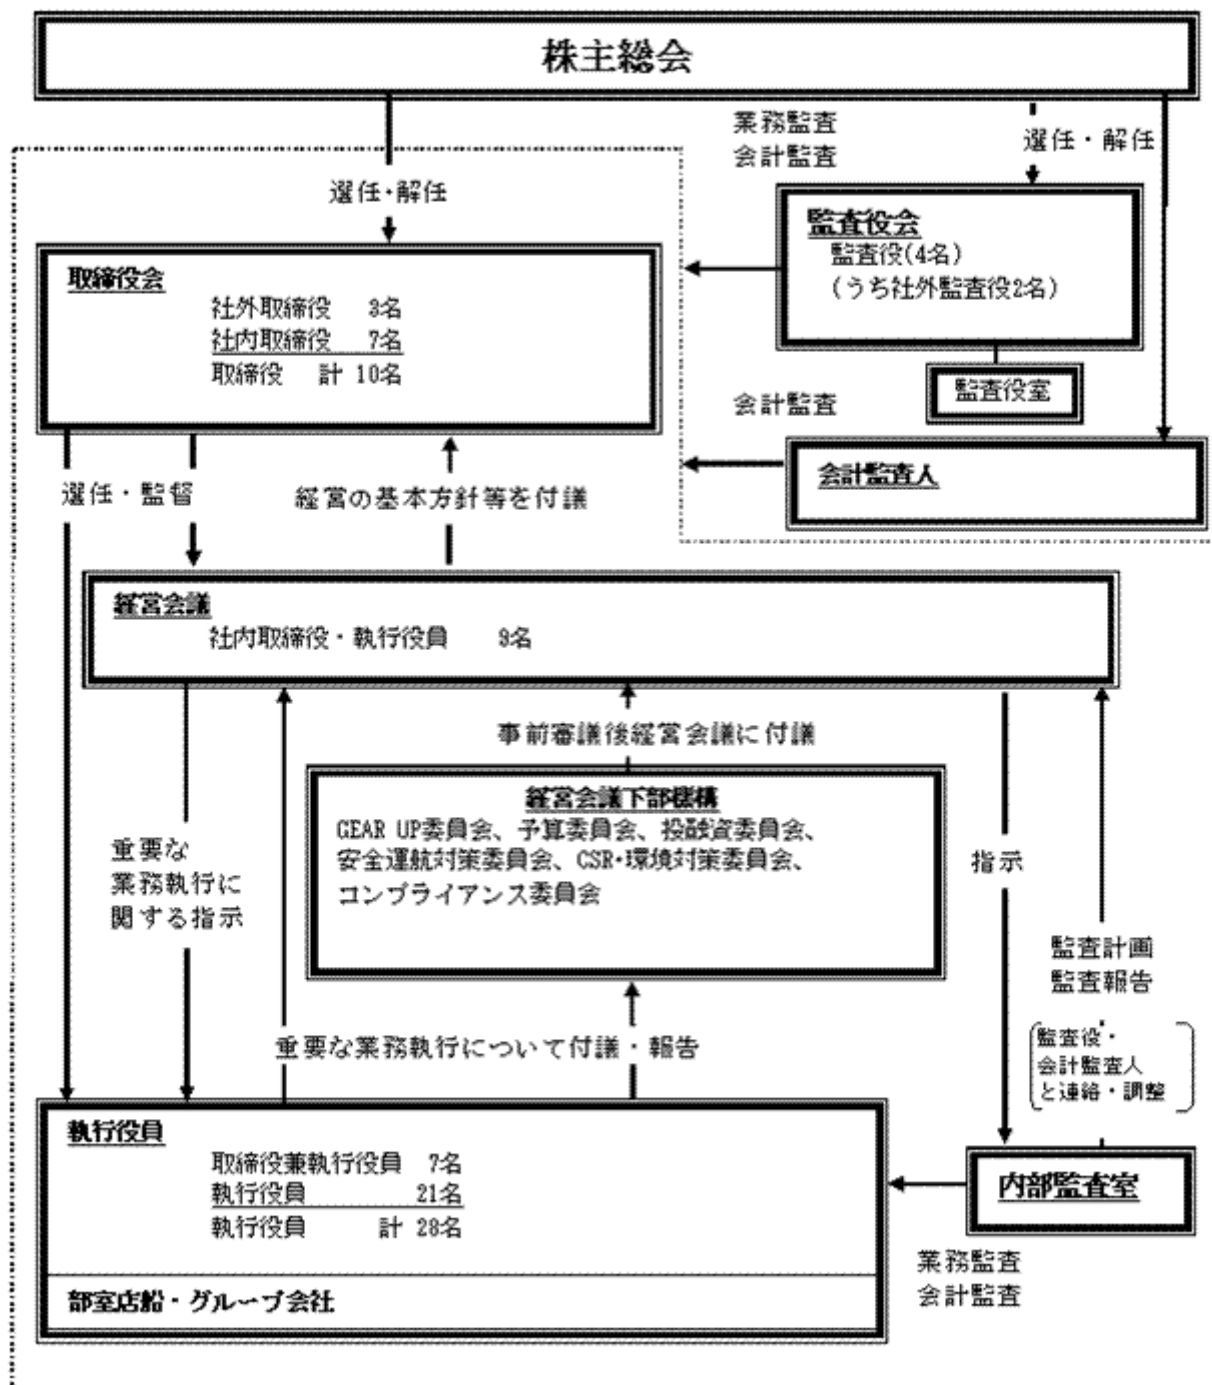 株主総会
業務監査
会計監査
選任・解任
選任・解任
監査役会
監査役(4名)
(うち社外監査役2名)
取締役会
社外取締役 3名
社内取締役 7名
取締役 計 10名
監査役室
会計監査
会計監査人
選任・監督
経営の基本方針等を付議
経営会議
社内取締役・執行役員 9名
事前審議後経営会議に付議
経営会議下部機構
GEAR UP委員会、予算委員会、投融資委員会、
安全運航対策委員会、CSR・環境対策委員会、
コンプライアンス委員会
重要な
業務執行に
関する指示
指示
監査計画
監査報告
監査役・
会計監査人
と連絡・調整
重要な業務執行について付議・報告
執行役員
取締役兼執行役員 7名
執行役員 21名
執行役員 計 28名
内部監査室
業務監査
会計監査
部室店船・グループ会社